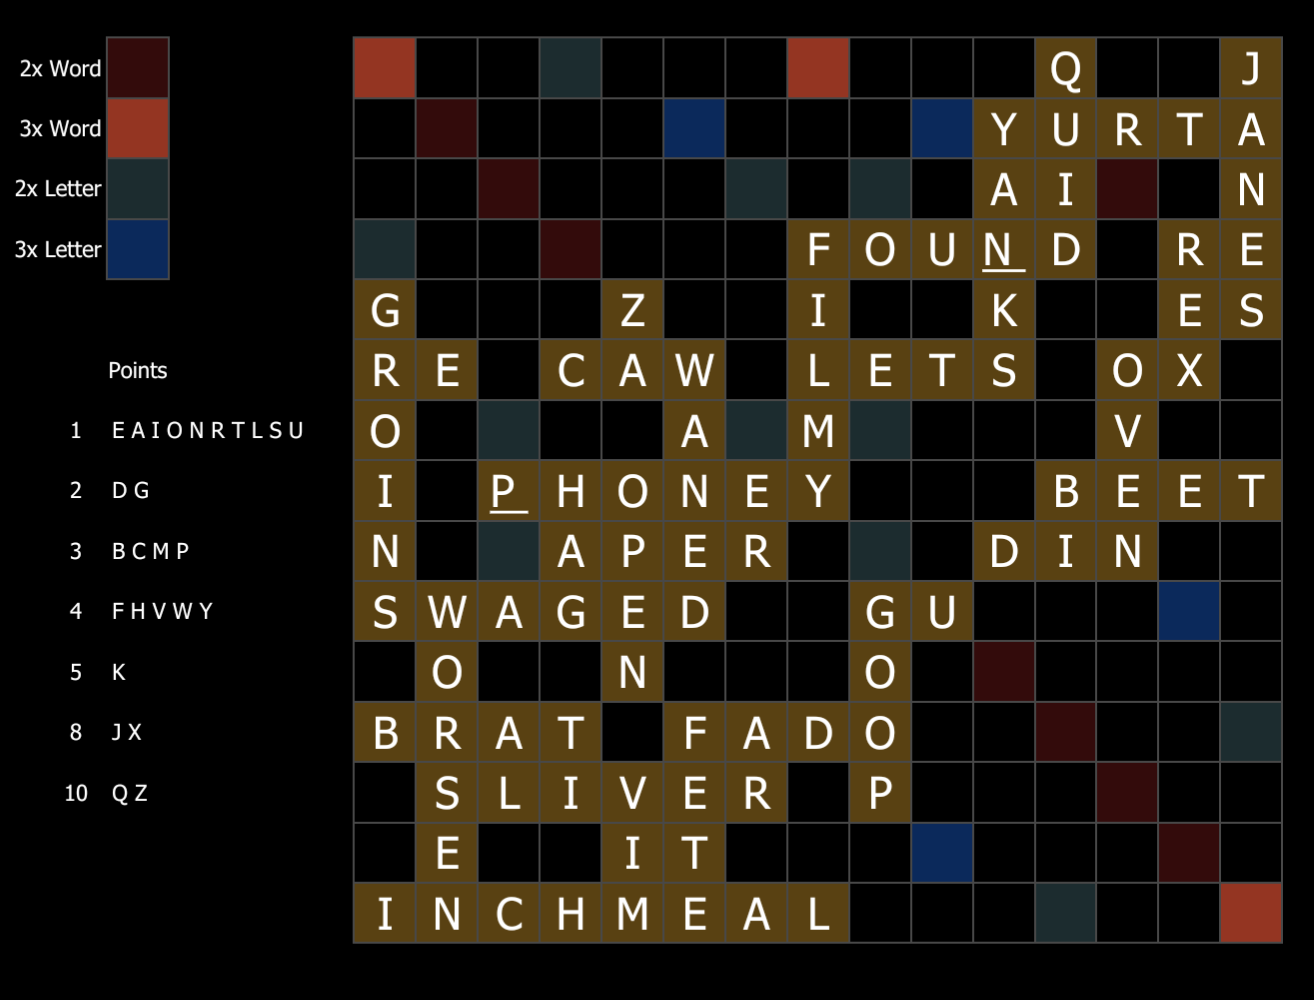 2x Word
3x Word
2x Letter
3x Letter
Points
1 E A I O N R T L S U
2 D G
3 B C M P
4 F H V W Y
5 K
8 J X
10 Q Z
Q J
Y U R T A
A I N
F O U N D R E
G Z I K E S
R E C A W L E T S O X
O A M V
I P H O N E Y B E E T
N A P E R D I N
S W A G E D G U
O N O
B R A T F A D O
S L I V E R P
E I T
I N C H M E A L